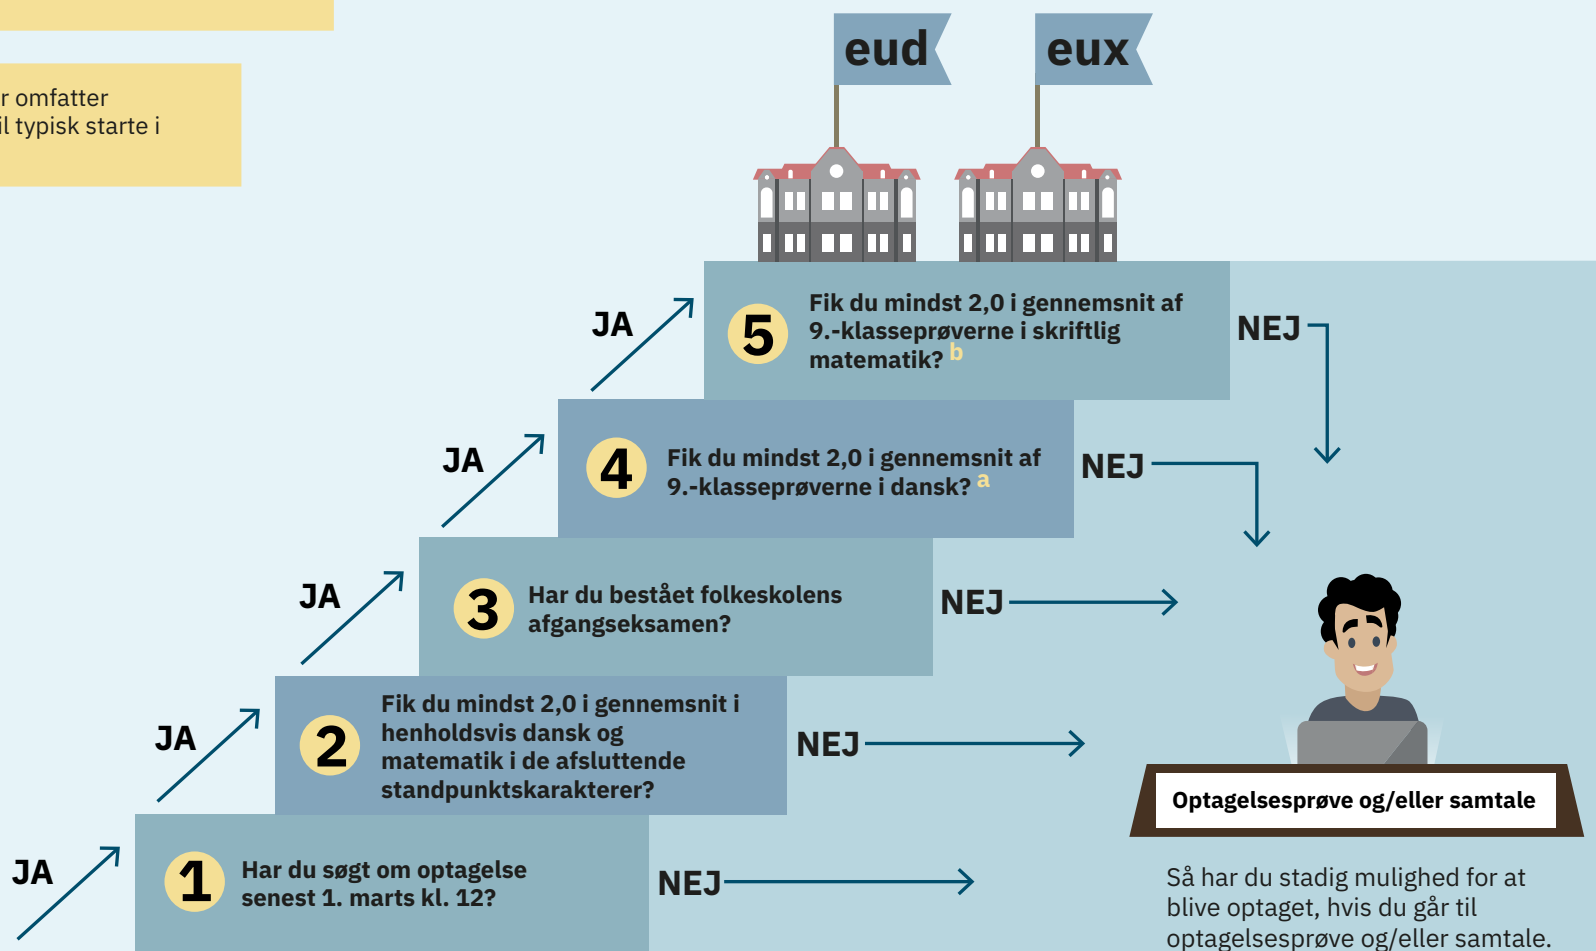 r omfatter
il typisk starte i
eud
eux
JA
5
Fik du mindst 2,0 i gennemsnit af
9.-klasseprøverne i skriftlig
matematik? b
NEJ
JA
4
Fik du mindst 2,0 i gennemsnit af
9.-klasseprøverne i dansk? a
NEJ
JA
3
Har du bestået folkeskolens
afgangseksamen?
NEJ
JA
2
Fik du mindst 2,0 i gennemsnit i
henholdsvis dansk og
matematik i de afsluttende
standpunktskarakterer?
NEJ
JA
1
Har du søgt om optagelse
senest 1. marts kl. 12?
NEJ
Optagelsesprøve og/eller samtale
Så har du stadig mulighed for at
blive optaget, hvis du går til
optagelsesprøve og/eller samtale.